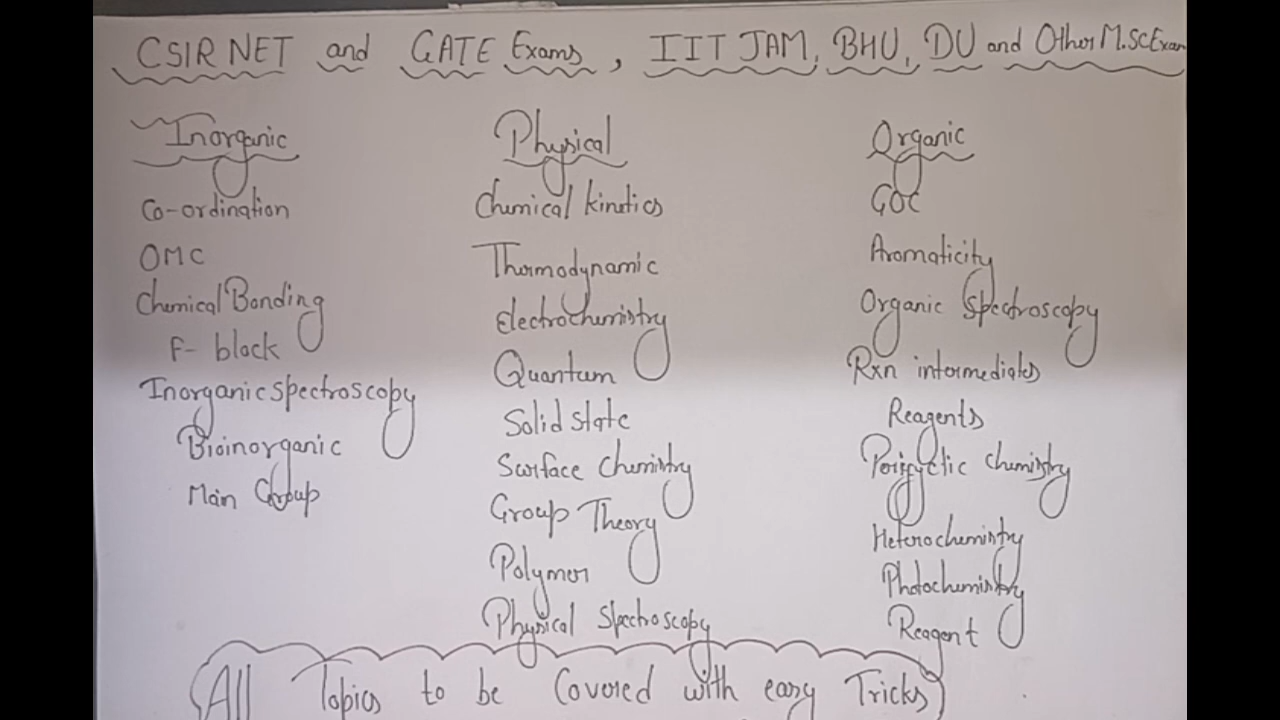 CSIR NET and GATE Exams, IIT JAM, BHU, DU and Other M.Sc Exam
Inorganic
Co-ordination
OMC
Chemical Bonding
F- block
Inorganic spectroscopy
Bioinorganic
Main Group
Physical
Chemical kinetics
Thermodynamic
Electrochemistry
Quantum
Solid state
Surface chemistry
Group Theory
Polymer
Physical Spectroscopy
Organic
GOC
Aromaticity
Organic Spectroscopy
Rxn intermediates
Reagents
Pericyclic chemistry
Heterochemistry
Photochemistry
Reagent
All Topics to be Covered with easy Tricks